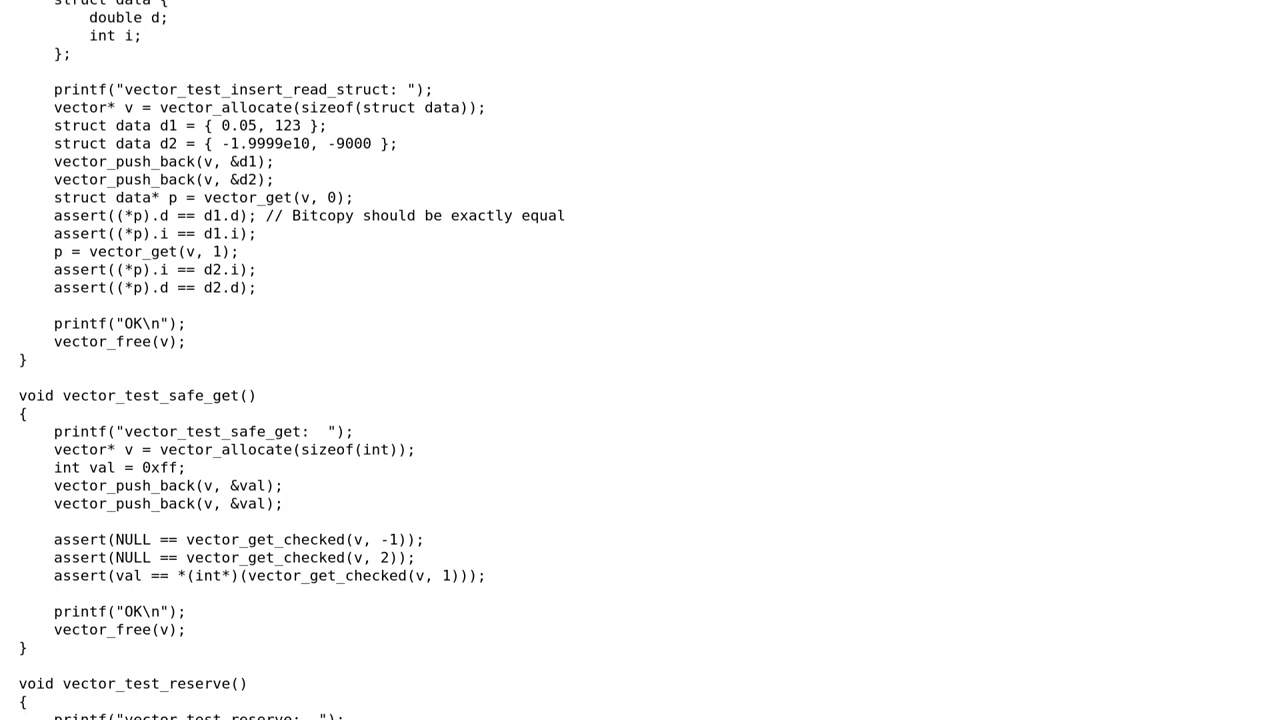 struct data {
        double d;
        int i;
    };

    printf("vector_test_insert_read_struct: ");
    vector* v = vector_allocate(sizeof(struct data));
    struct data d1 = { 0.05, 123 };
    struct data d2 = { -1.9999e10, -9000 };
    vector_push_back(v, &d1);
    vector_push_back(v, &d2);
    struct data* p = vector_get(v, 0);
    assert((*p).d == d1.d); // Bitcopy should be exactly equal
    assert((*p).i == d1.i);
    p = vector_get(v, 1);
    assert((*p).i == d2.i);
    assert((*p).d == d2.d);

    printf("OK\n");
    vector_free(v);
}

void vector_test_safe_get()
{
    printf("vector_test_safe_get:  ");
    vector* v = vector_allocate(sizeof(int));
    int val = 0xff;
    vector_push_back(v, &val);
    vector_push_back(v, &val);

    assert(NULL == vector_get_checked(v, -1));
    assert(NULL == vector_get_checked(v, 2));
    assert(val == *(int*)(vector_get_checked(v, 1)));

    printf("OK\n");
    vector_free(v);
}

void vector_test_reserve()
{
    printf("vector_test_reserve:  ");